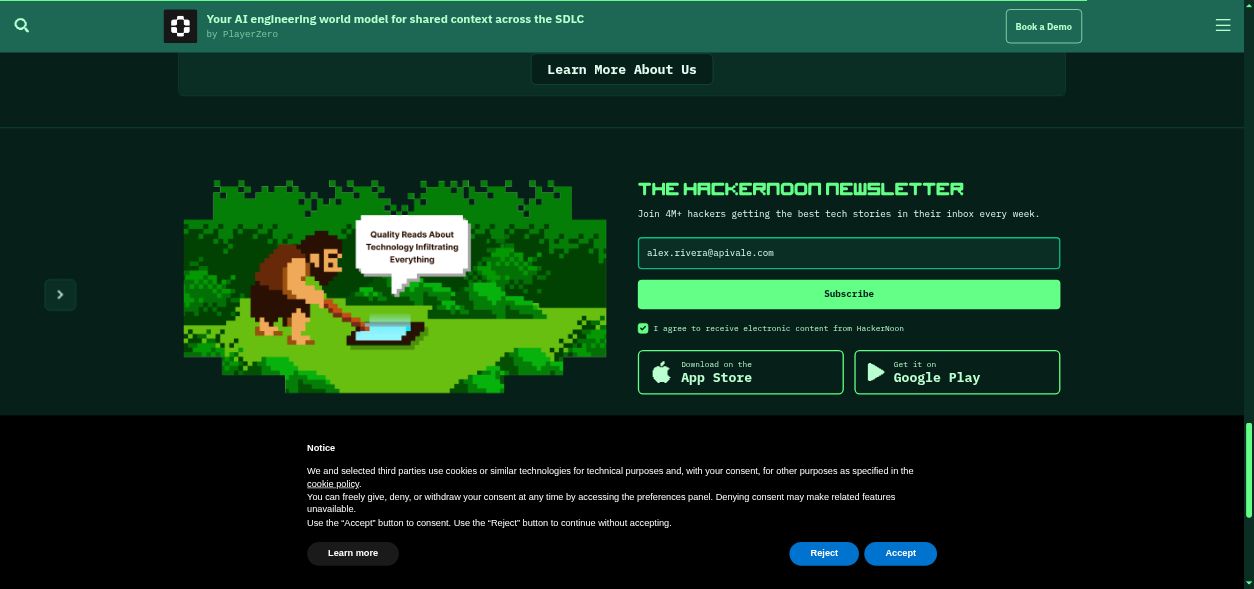 Your AI engineering world model for shared context across the SDLC
by PlayerZero
Book a Demo
Learn More About Us
Quality Reads About
Technology Infiltrating
Everything
THE HACKERNOON NEWSLETTER
Join 4M+ hackers getting the best tech stories in their inbox every week.
alex.rivera@apivale.com
Subscribe
I agree to receive electronic content from HackerNoon
Download on the
App Store
Get it on
Google Play
Notice
We and selected third parties use cookies or similar technologies for technical purposes and, with your consent, for other purposes as specified in the
cookie policy.
You can freely give, deny, or withdraw your consent at any time by accessing the preferences panel. Denying consent may make related features
unavailable.
Use the “Accept” button to consent. Use the “Reject” button to continue without accepting.
Learn more
Reject
Accept